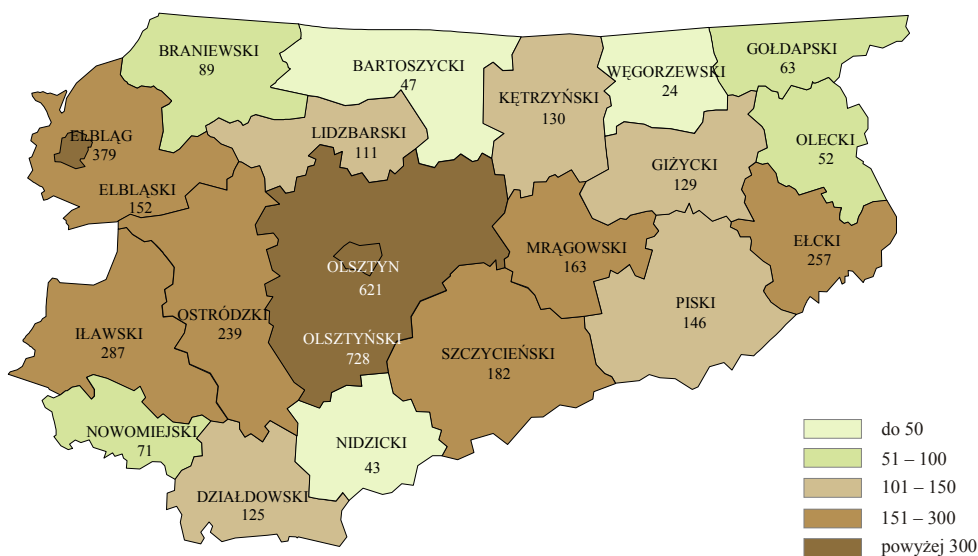 BRANIEWSKI
89
BARTOSZYCKI
47
KĘTRZYŃSKI
130
WĘGORZEWSKI
24
GOŁDAPSKI
63
ELBLĄG
379
LIDZBARSKI
111
GIŻYCKI
129
OLECKI
52
ELBLĄSKI
152
OLSZTYN
621
MRĄGOWSKI
163
EŁCKI
257
IŁAWSKI
287
OSTRÓDZKI
239
OLSZTYŃSKI
728
SZCZYCIEŃSKI
182
PISKI
146
NOWOMIEJSKI
71
NIDZICKI
43
DZIAŁDOWSKI
125
do 50
51 – 100
101 – 150
151 – 300
powyżej 300